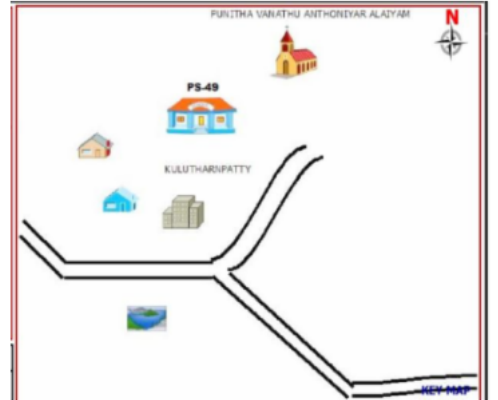 PUNITHA VANATHU ANTHONIYAR ALAIYAM
N
PS-49
KULUTHARNPATTY
KEY MAP